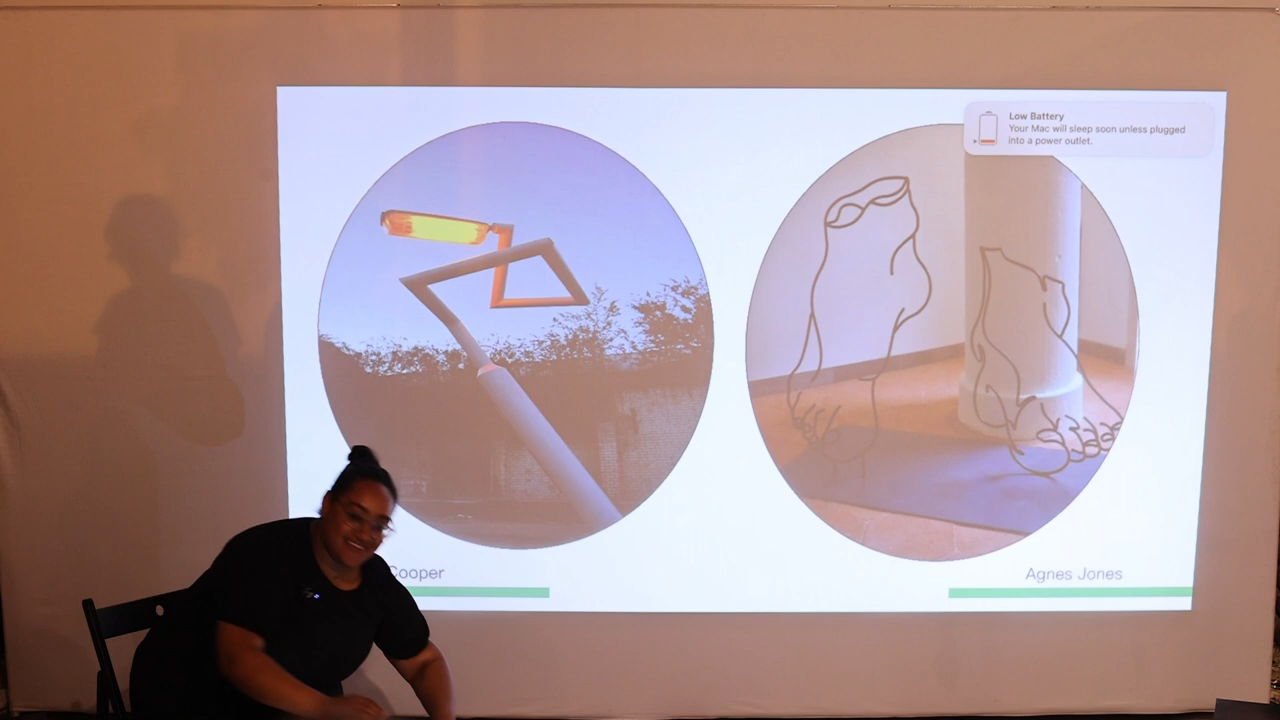 Low Battery
Your Mac will sleep soon unless plugged
into a power outlet.
Cooper
Agnes Jones